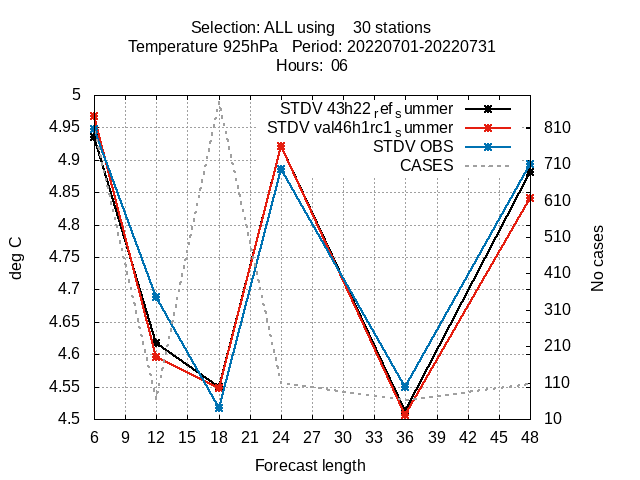 Selection: ALL using    30 stations
Temperature 925hPa   Period: 20220701-20220731
Hours:  06
STDV 43h22refsummer
STDV val46h1rc1summer
STDV OBS
CASES
5
4.95
4.9
4.85
4.8
4.75
4.7
4.65
4.6
4.55
4.5
deg C
810
710
610
510
410
310
210
110
10
No cases
6 9 12 15 18 21 24 27 30 33 36 39 42 45 48
Forecast length